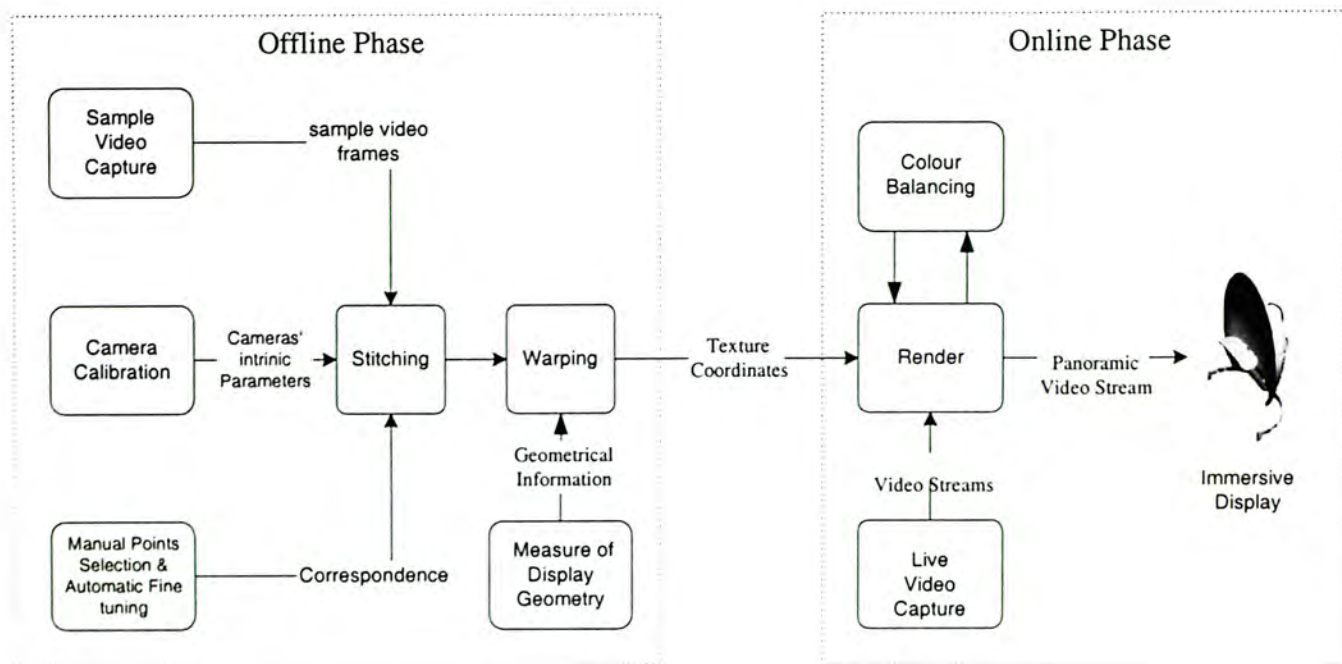 Offline Phase
Sample
Video
Capture
sample video
frames
Camera
Calibration
Cameras'
intrinic
Parameters
Stitching
Warping
Manual Points
Selection &
Automatic Fine
tuning
Correspondence
Geometrical
Information
Measure of
Display
Geometry
Texture
Coordinates
Online Phase
Colour
Balancing
Render
Panoramic
Video Stream
Video Streams
Live
Video
Capture
Immersive
Display